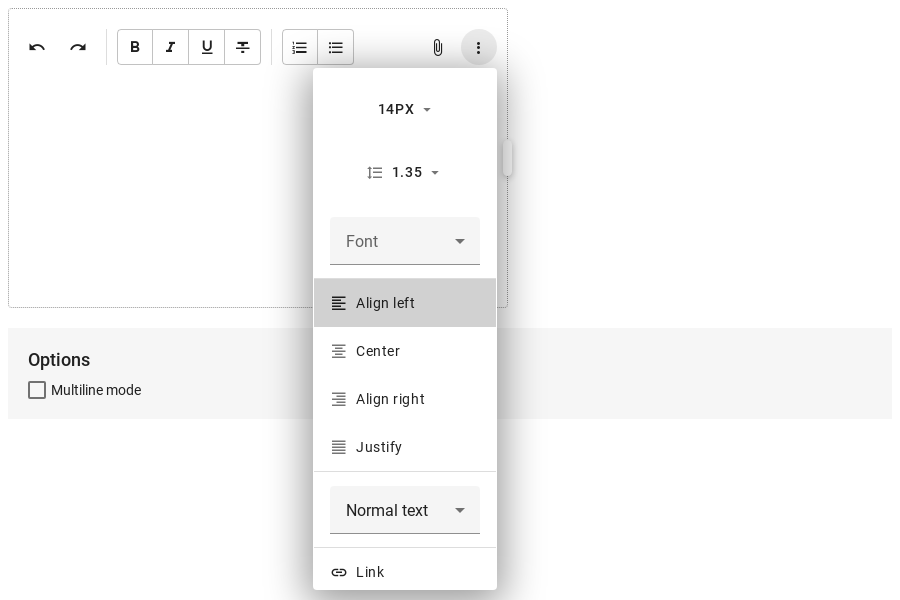 B I U
14PX
1.35
Font
Align left
Options
Center
Multiline mode
Align right
Justify
Normal text
Link